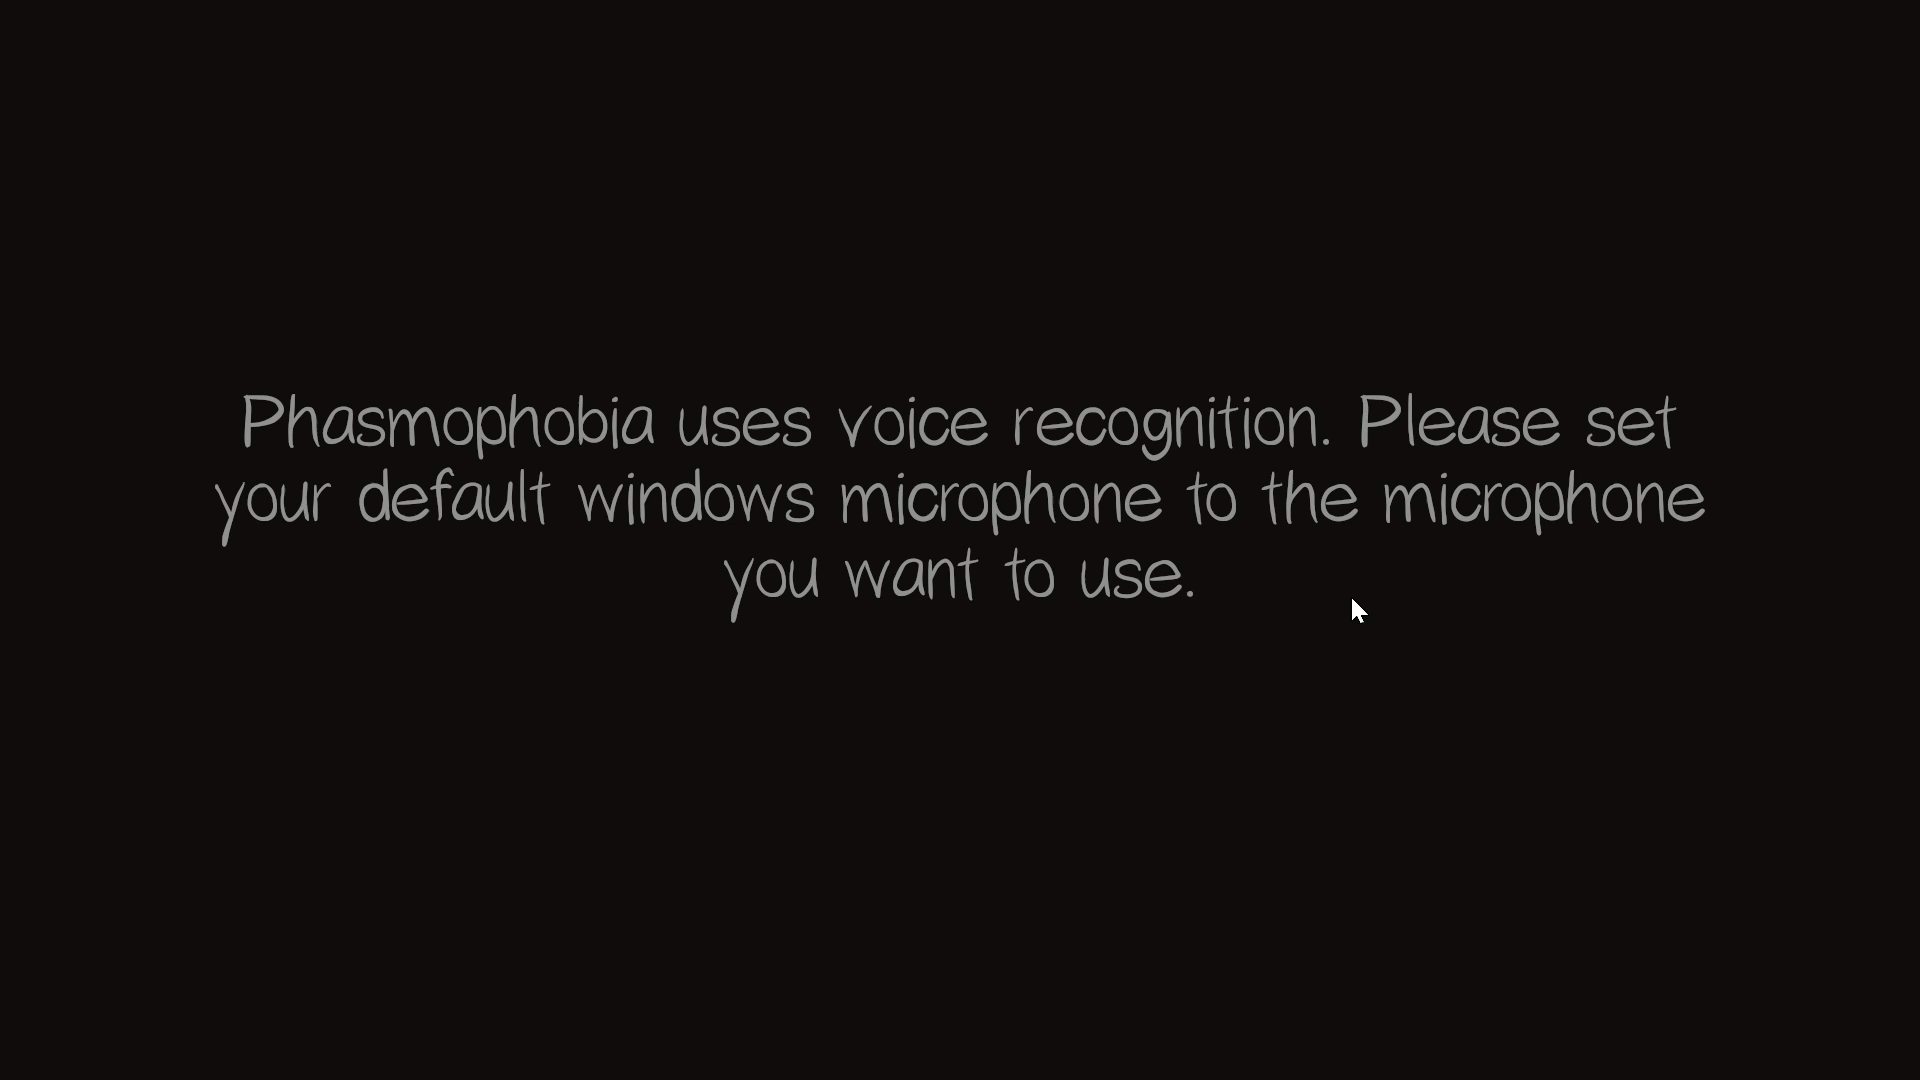 Phasmophobia uses voice recognition. Please set
your default windows microphone to the microphone
you want to use.